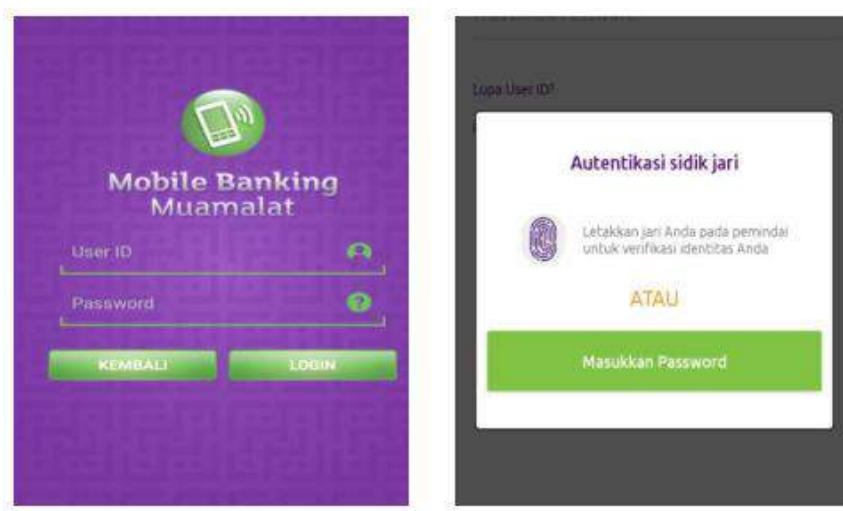 Mobile Banking
Muamalat
User ID
Password
KEMBALI
LOGIN
Lupa User ID?
Autentikasi sidik jari
Letakkan jari Anda pada pemindai
untuk verifikasi identitas Anda
ATAU
Masukkan Password